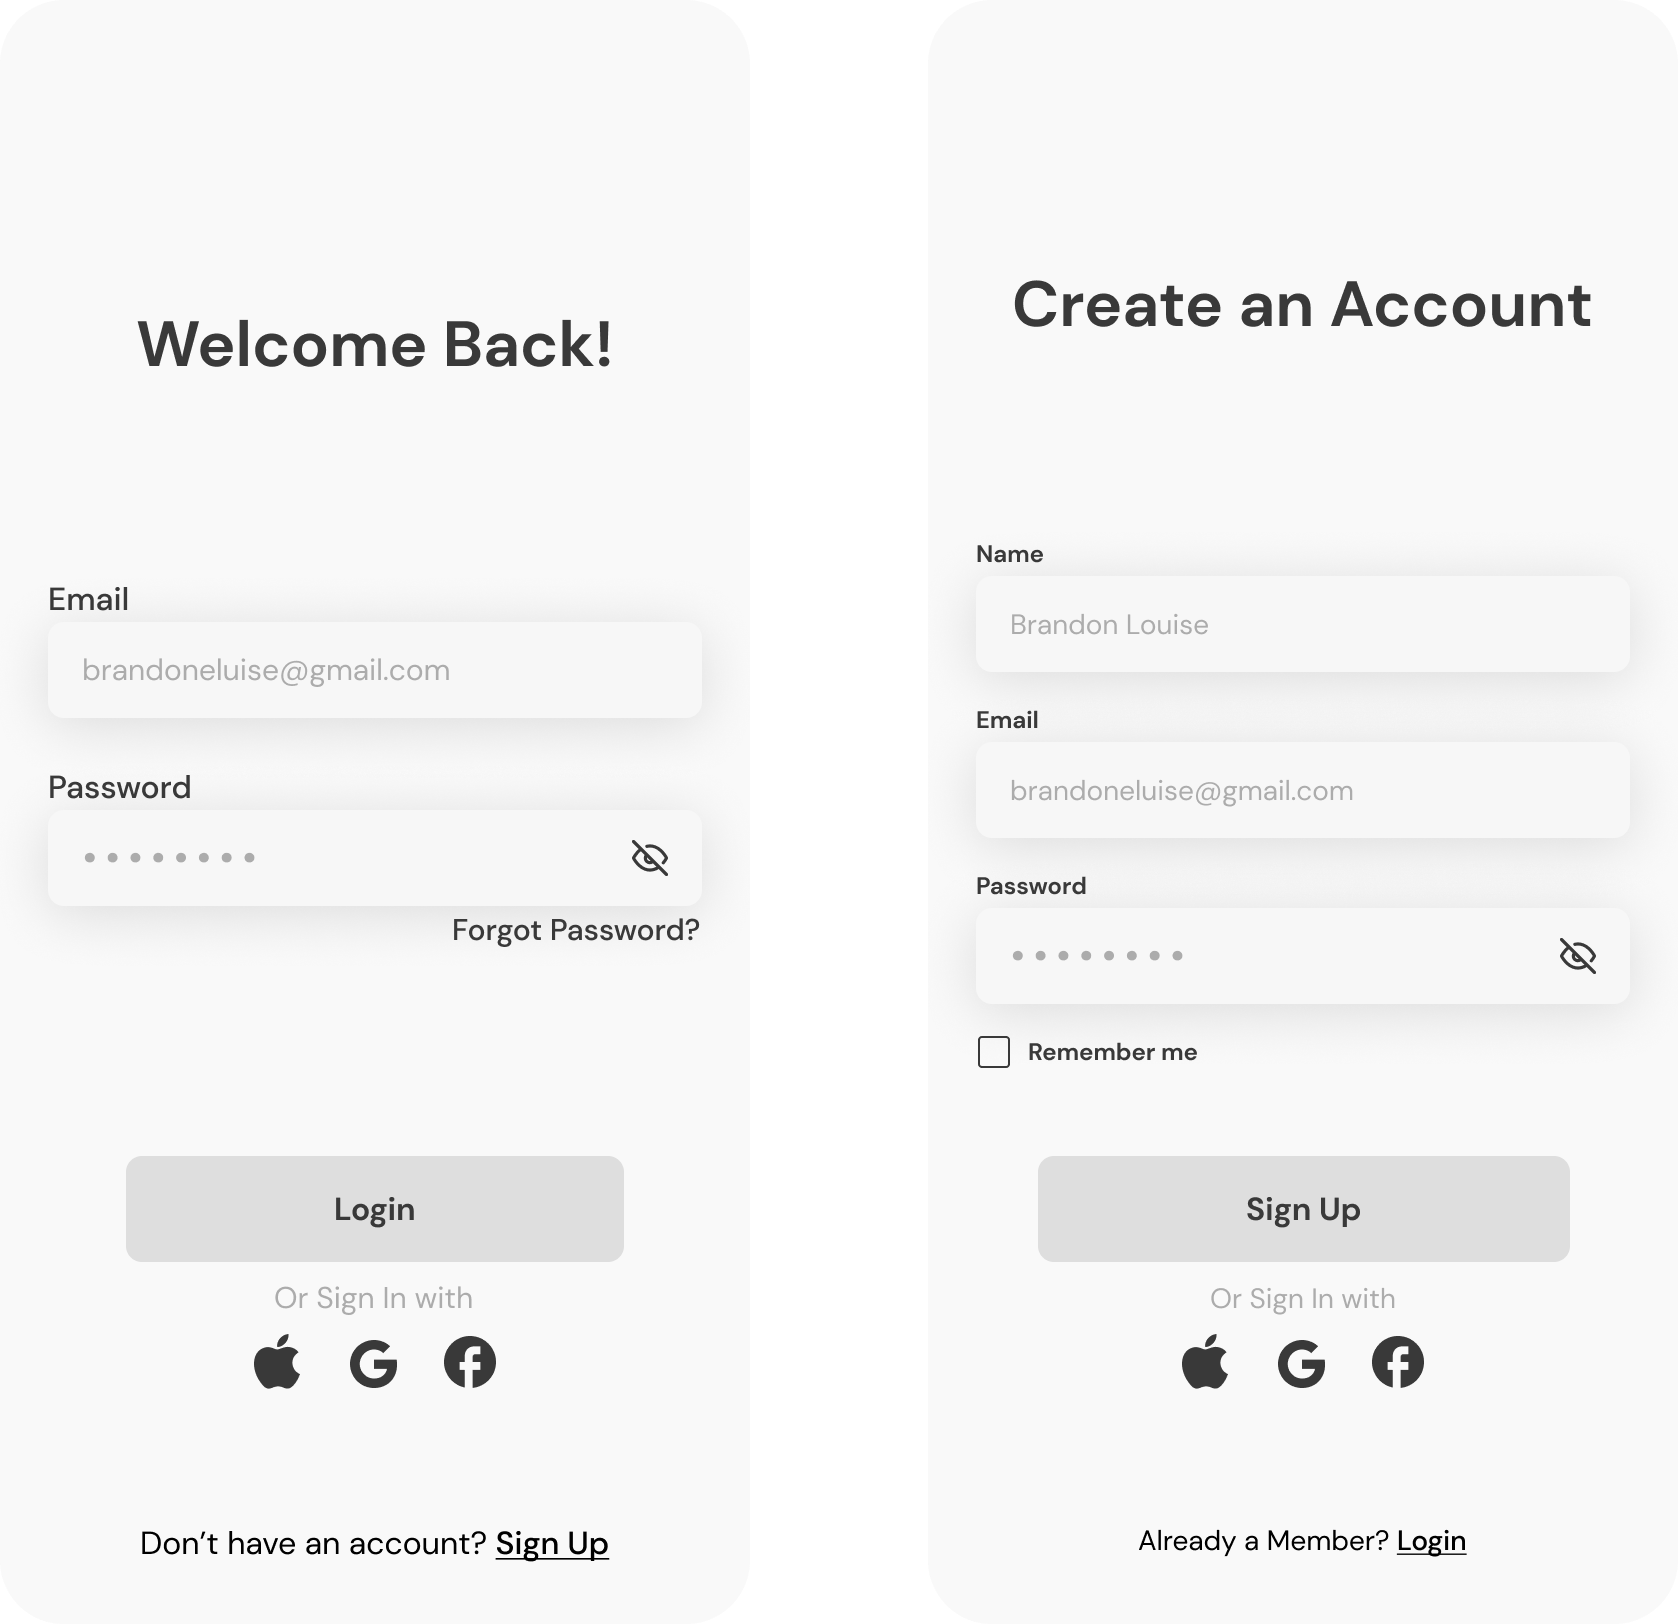 Welcome Back!
Email
brandoneluise@gmail.com
Password
Forgot Password?
Login
Or Sign In with
Don’t have an account? Sign Up
Create an Account
Name
Brandon Louise
Email
brandoneluise@gmail.com
Password
Remember me
Sign Up
Or Sign In with
Already a Member? Login